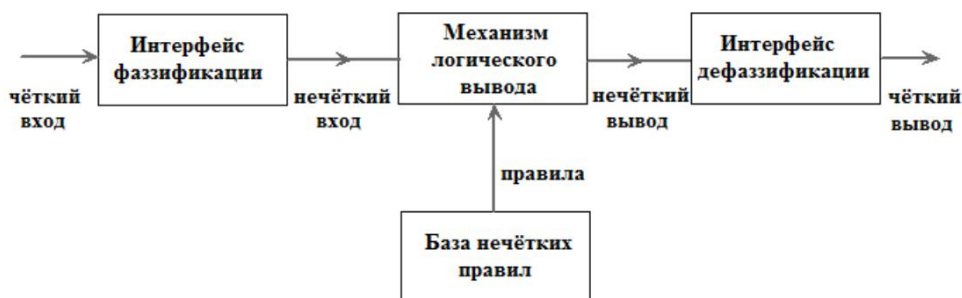 Интерфейс
фаззификации
Механизм
логического
вывода
Интерфейс
дефаззификации
чёткий
вход
нечёткий
вход
нечёткий
вывод
чёткий
вывод
правила
База нечётких
правил